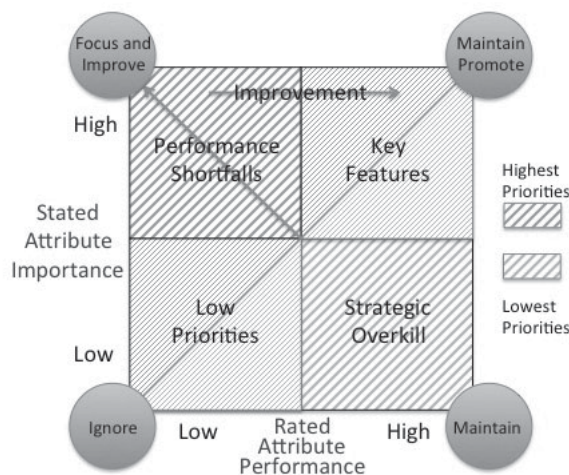 Focus and
Improve
Maintain
Promote
Improvement
High
Performance
Shortfalls
Key
Features
Highest
Priorities
Stated
Attribute
Importance
Low
Priorities
Strategic
Overkill
Lowest
Priorities
Low
Ignore
Low
Rated
Attribute
Performance
High
Maintain